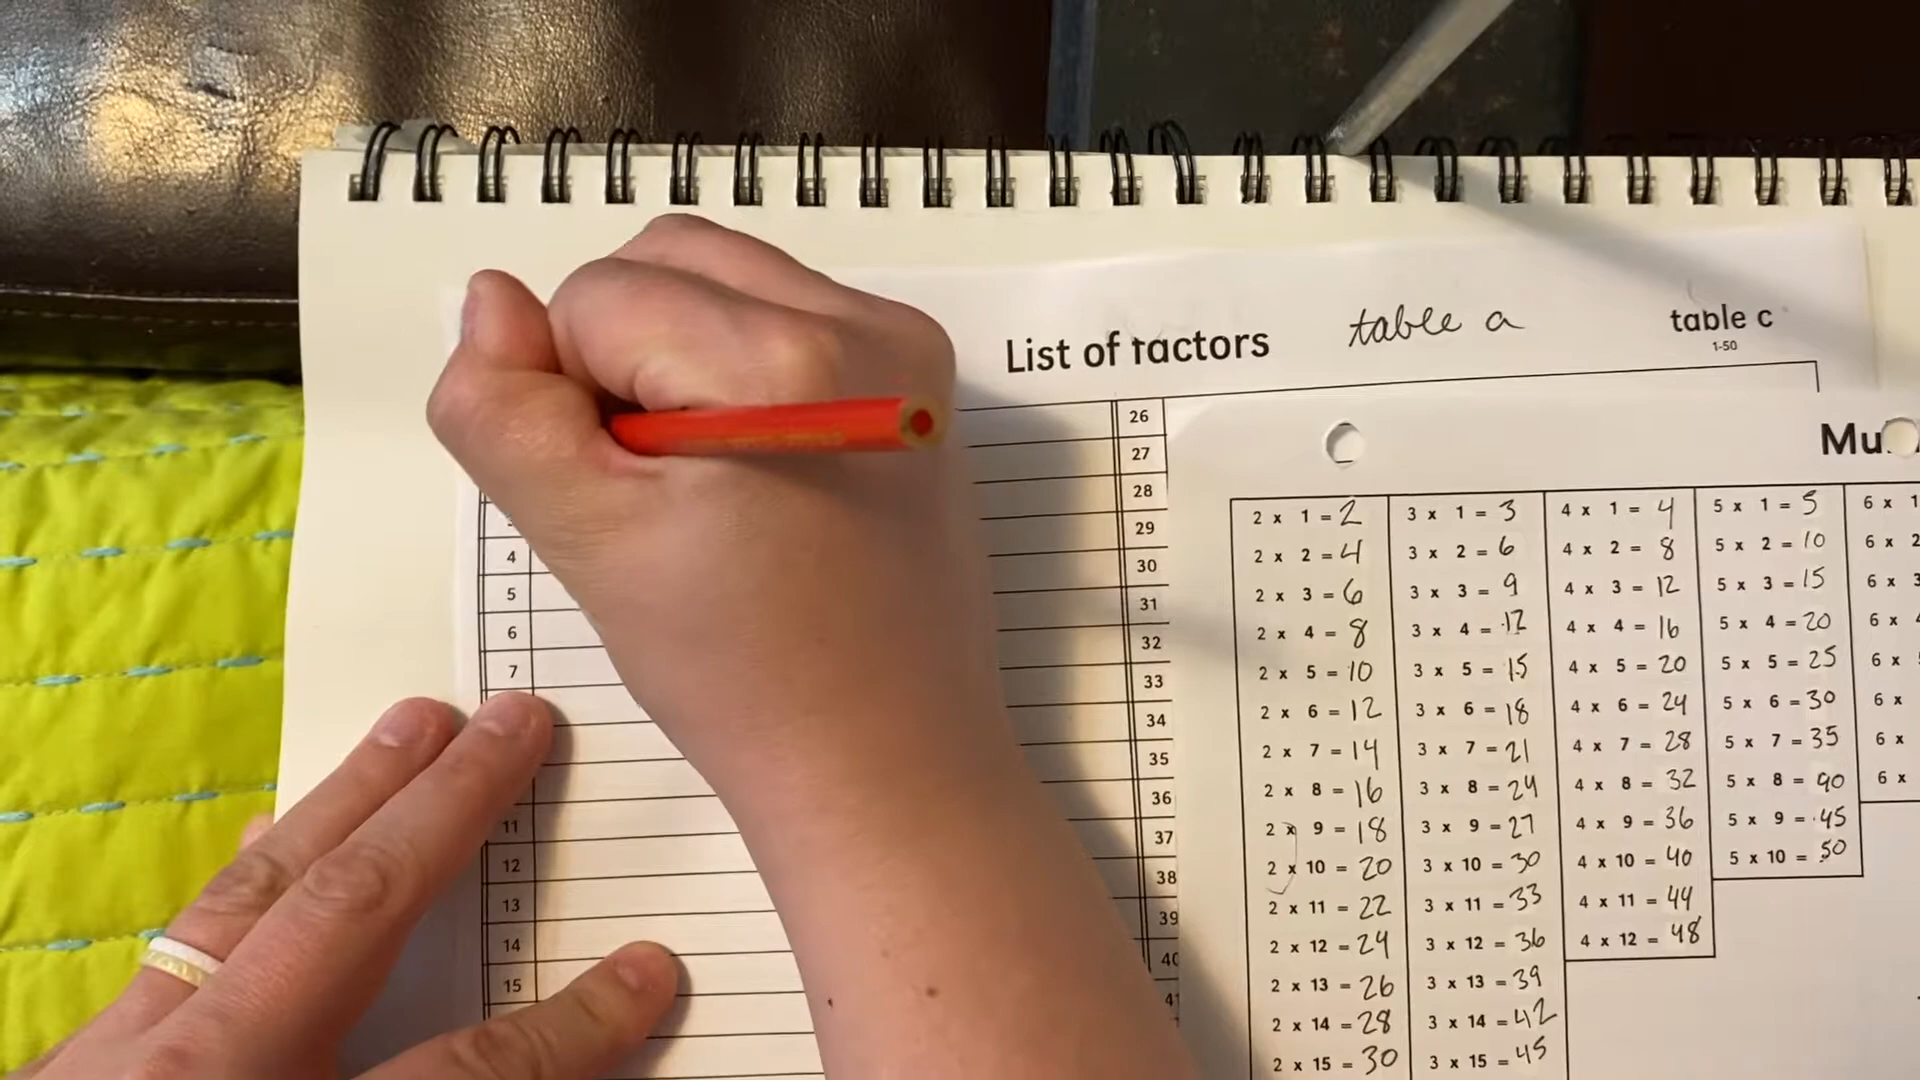 List of factors
table a
table c
1-50
4
5
6
7
11
12
13
14
15
26
27
28
29
30
31
32
33
34
35
36
37
38
39
40
41
2 x 1 = 2
2 x 2 = 4
2 x 3 = 6
2 x 4 = 8
2 x 5 = 10
2 x 6 = 12
2 x 7 = 14
2 x 8 = 16
2 x 9 = 18
2 x 10 = 20
2 x 11 = 22
2 x 12 = 24
2 x 13 = 26
2 x 14 = 28
2 x 15 = 30
3 x 1 = 3
3 x 2 = 6
3 x 3 = 9
3 x 4 = 12
3 x 5 = 15
3 x 6 = 18
3 x 7 = 21
3 x 8 = 24
3 x 9 = 27
3 x 10 = 30
3 x 11 = 33
3 x 12 = 36
3 x 13 = 39
3 x 14 = 42
3 x 15 = 45
4 x 1 = 4
4 x 2 = 8
4 x 3 = 12
4 x 4 = 16
4 x 5 = 20
4 x 6 = 24
4 x 7 = 28
4 x 8 = 32
4 x 9 = 36
4 x 10 = 40
4 x 11 = 44
4 x 12 = 48
5 x 1 = 5
5 x 2 = 10
5 x 3 = 15
5 x 4 = 20
5 x 5 = 25
5 x 6 = 30
5 x 7 = 35
5 x 8 = 40
5 x 9 = 45
5 x 10 = 50
6 x 1
6 x 2
6 x 3
6 x
6 x
6 x
6 x
6 x